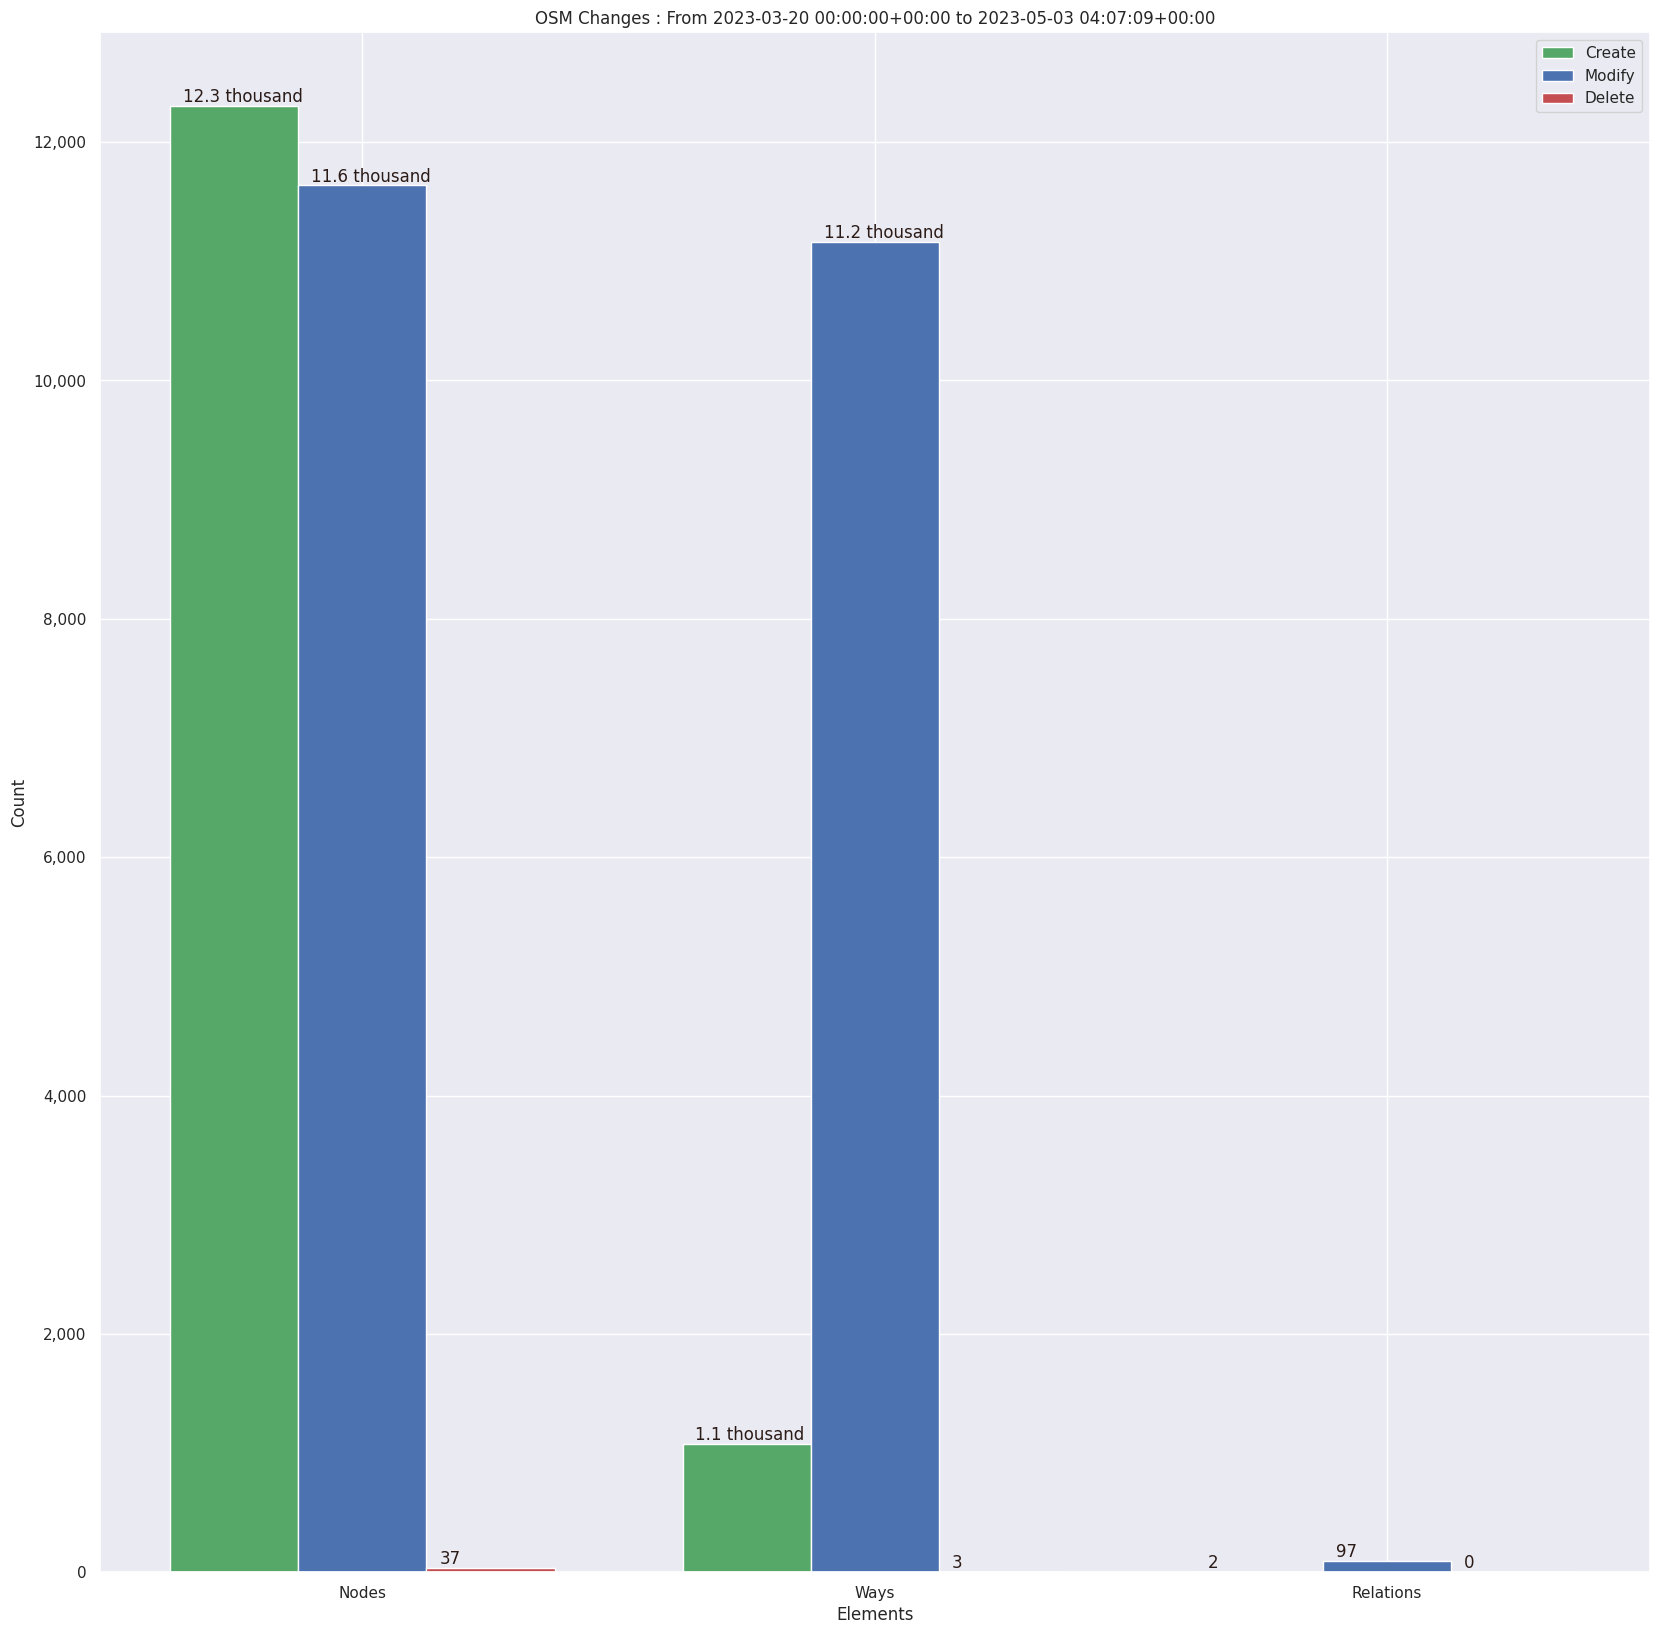 OSM Changes : From 2023-03-20 00:00:00+00:00 to 2023-05-03 04:07:09+00:00
Create
Modify
Delete
12.3 thousand
11.6 thousand
37
1.1 thousand
11.2 thousand
3
2
97
0
12,000
10,000
8,000
6,000
4,000
2,000
0
Count
Nodes
Ways
Relations
Elements